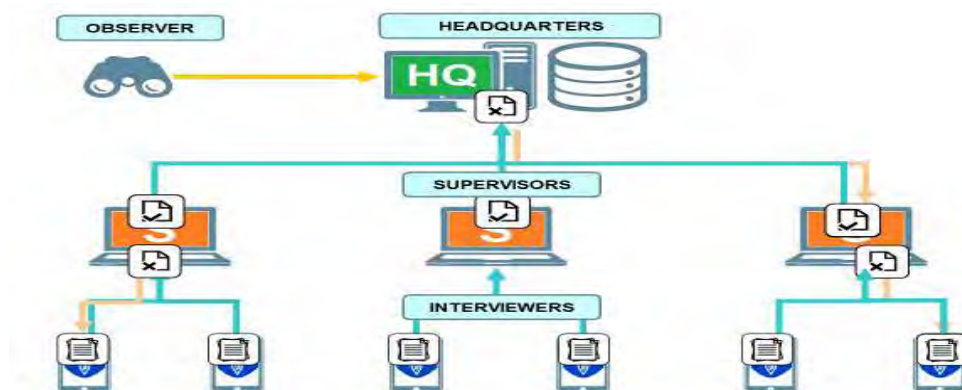 OBSERVER
HEADQUARTERS
HQ
SUPERVISORS
S
S
INTERVIEWERS